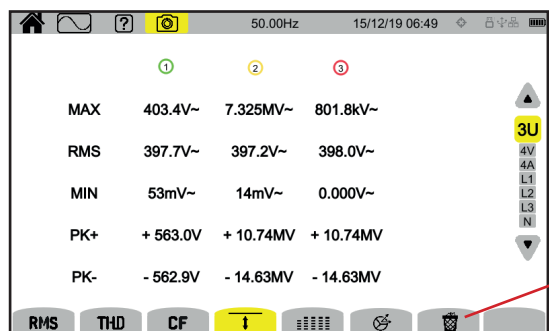 ? 50.00Hz 15/12/19 06:49
1 2 3
MAX 403.4V~ 7.325MV~ 801.8kV~
RMS 397.7V~ 397.2V~ 398.0V~
MIN 53mV~ 14mV~ 0.000V~
PK+ + 563.0V + 10.74MV + 10.74MV
PK- - 562.9V - 14.63MV - 14.63MV
3U
4V
4A
L1
L2
L3
N
RMS THD CF